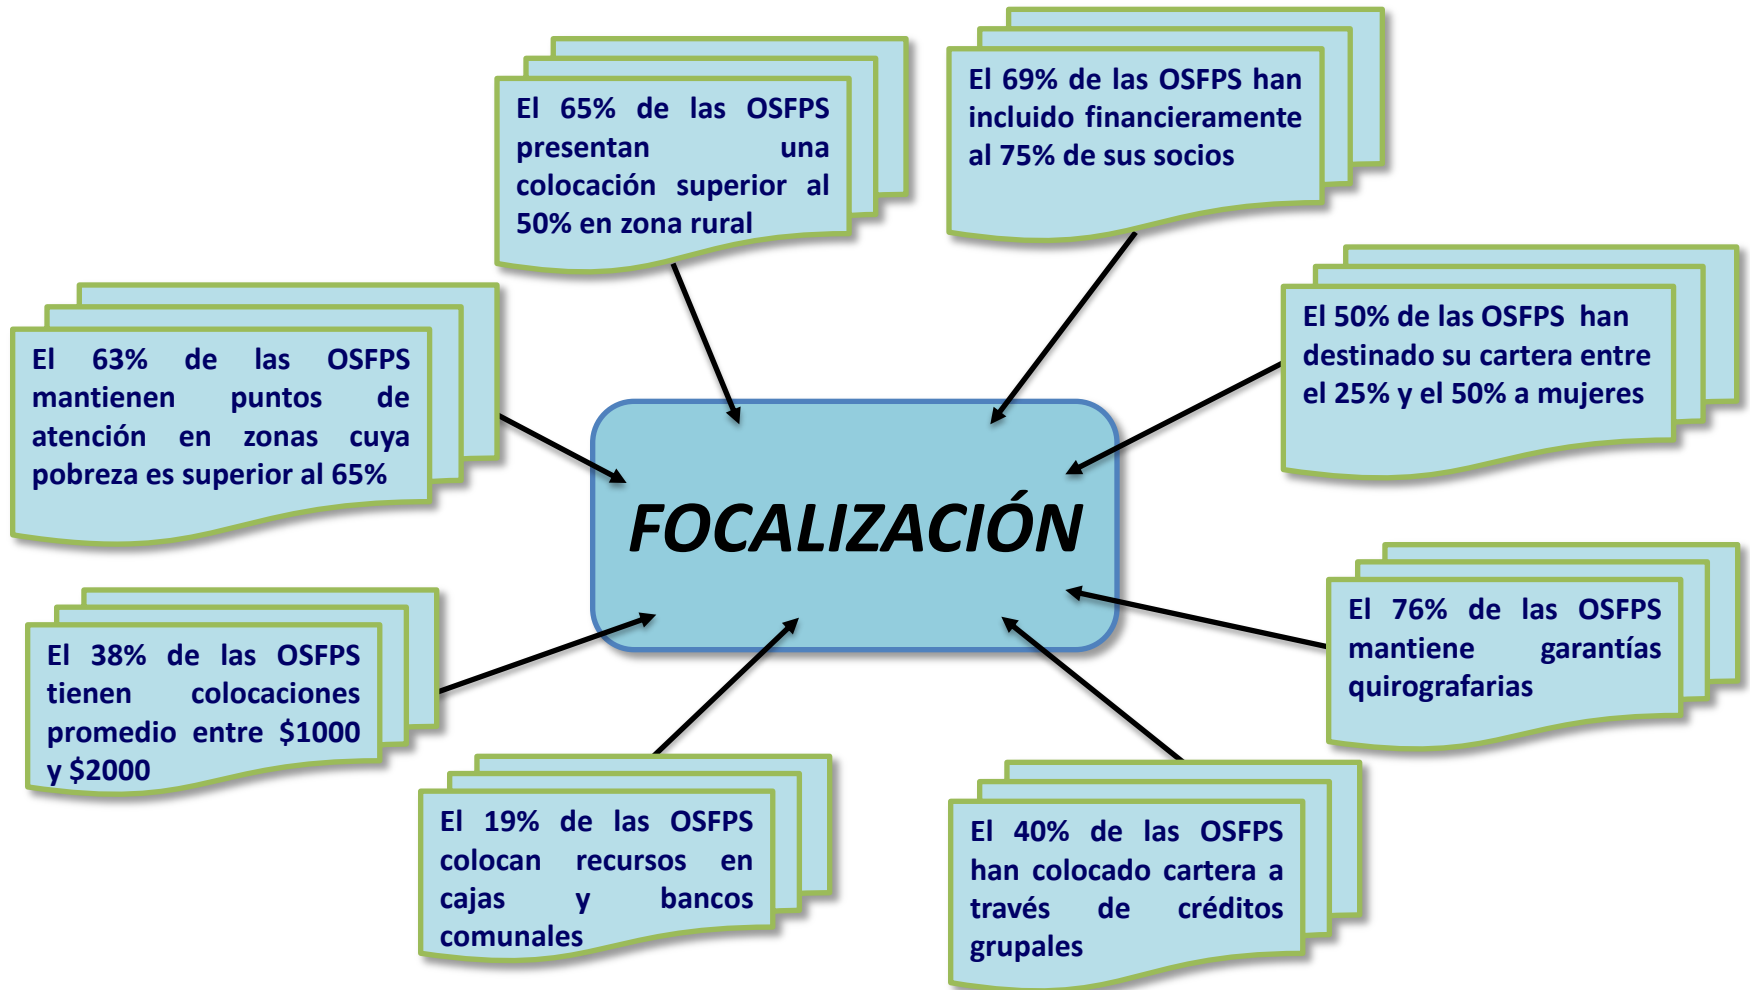 El 65% de las OSFPS
presentan una
colocación superior al
50% en zona rural
El 69% de las OSFPS han
incluido financieramente
al 75% de sus socios
El 63% de las OSFPS
mantienen puntos de
atención en zonas cuya
pobreza es superior al 65%
El 50% de las OSFPS han
destinado su cartera entre
el 25% y el 50% a mujeres
FOCALIZACIÓN
El 38% de las OSFPS
tienen colocaciones
promedio entre $1000
y $2000
El 76% de las OSFPS
mantiene garantías
quirografarias
El 19% de las OSFPS
colocan recursos en
cajas y bancos
comunales
El 40% de las OSFPS
han colocado cartera a
través de créditos
grupales